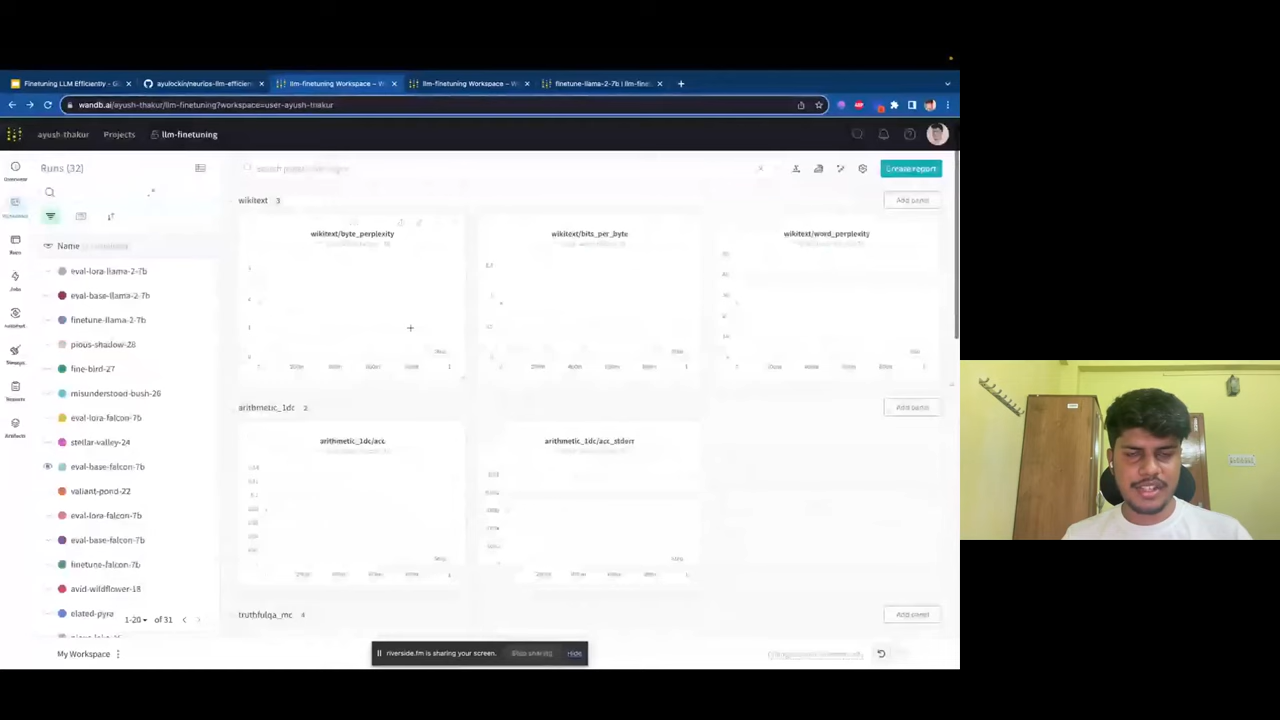 Finetuning LLM Efficiently - G
ayulockin/neurips-llm-efficien
llm-finetuning Workspace – W
llm-finetuning Workspace – W
finetune-llama-2-7b | llm-finet
wandb.ai/ayush-thakur/llm-finetuning?workspace=user-ayush-thakur
ayush-thakur
Projects
llm-finetuning
Runs (32)
Create report
Overview
wikitext 3
Add panel
Name
wikitext/byte_perplexity
wikitext/bits_per_byte
wikitext/word_perplexity
eval-lora-llama-2-7b
eval-base-llama-2-7b
finetune-llama-2-7b
pious-shadow-28
fine-bird-27
misunderstood-bush-26
eval-lora-falcon-7b
stellar-valley-24
eval-base-falcon-7b
valiant-pond-22
eval-lora-falcon-7b
eval-base-falcon-7b
finetune-falcon-7b
avid-wildflower-18
elated-pyra
arithmetic_1dc 2
Add panel
arithmetic_1dc/acc
arithmetic_1dc/acc_stderr
truthfulqa_mc 4
Add panel
1-20 of 31
My Workspace
riverside.fm is sharing your screen.
Stop sharing
Hide